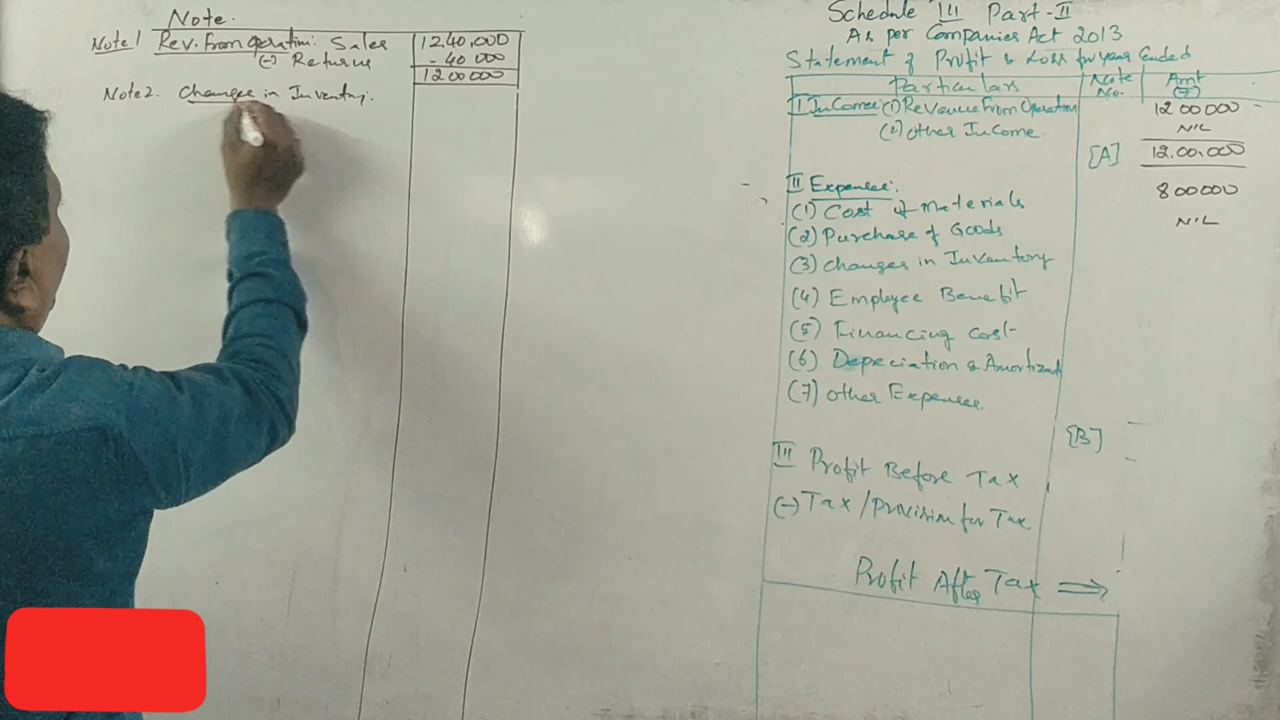 Note.
Note 1 Rev. from operation: Sales 12,40,000
(-) Returns - 40 000
1200000
Note 2. Changes in Inventory.
Schedule III Part-II
As per Companies Act 2013
Statement of Profit & Loss for year Ended
Particulars Note No. Amt (₹)
I Income: (1) Revenue From Operation 1200000
(2) Other Income NIL
[A] 12,00,000
II Expenses:
(1) Cost of Materials 800000
(2) Purchase of Goods NIL
(3) Changes in Inventory
(4) Employee Benefit
(5) Financing Cost
(6) Depeciation & Amortized
(7) Other Expenses
[B]
III Profit Before Tax
(-) Tax / Provision for Tax
Profit After Tax ⇒